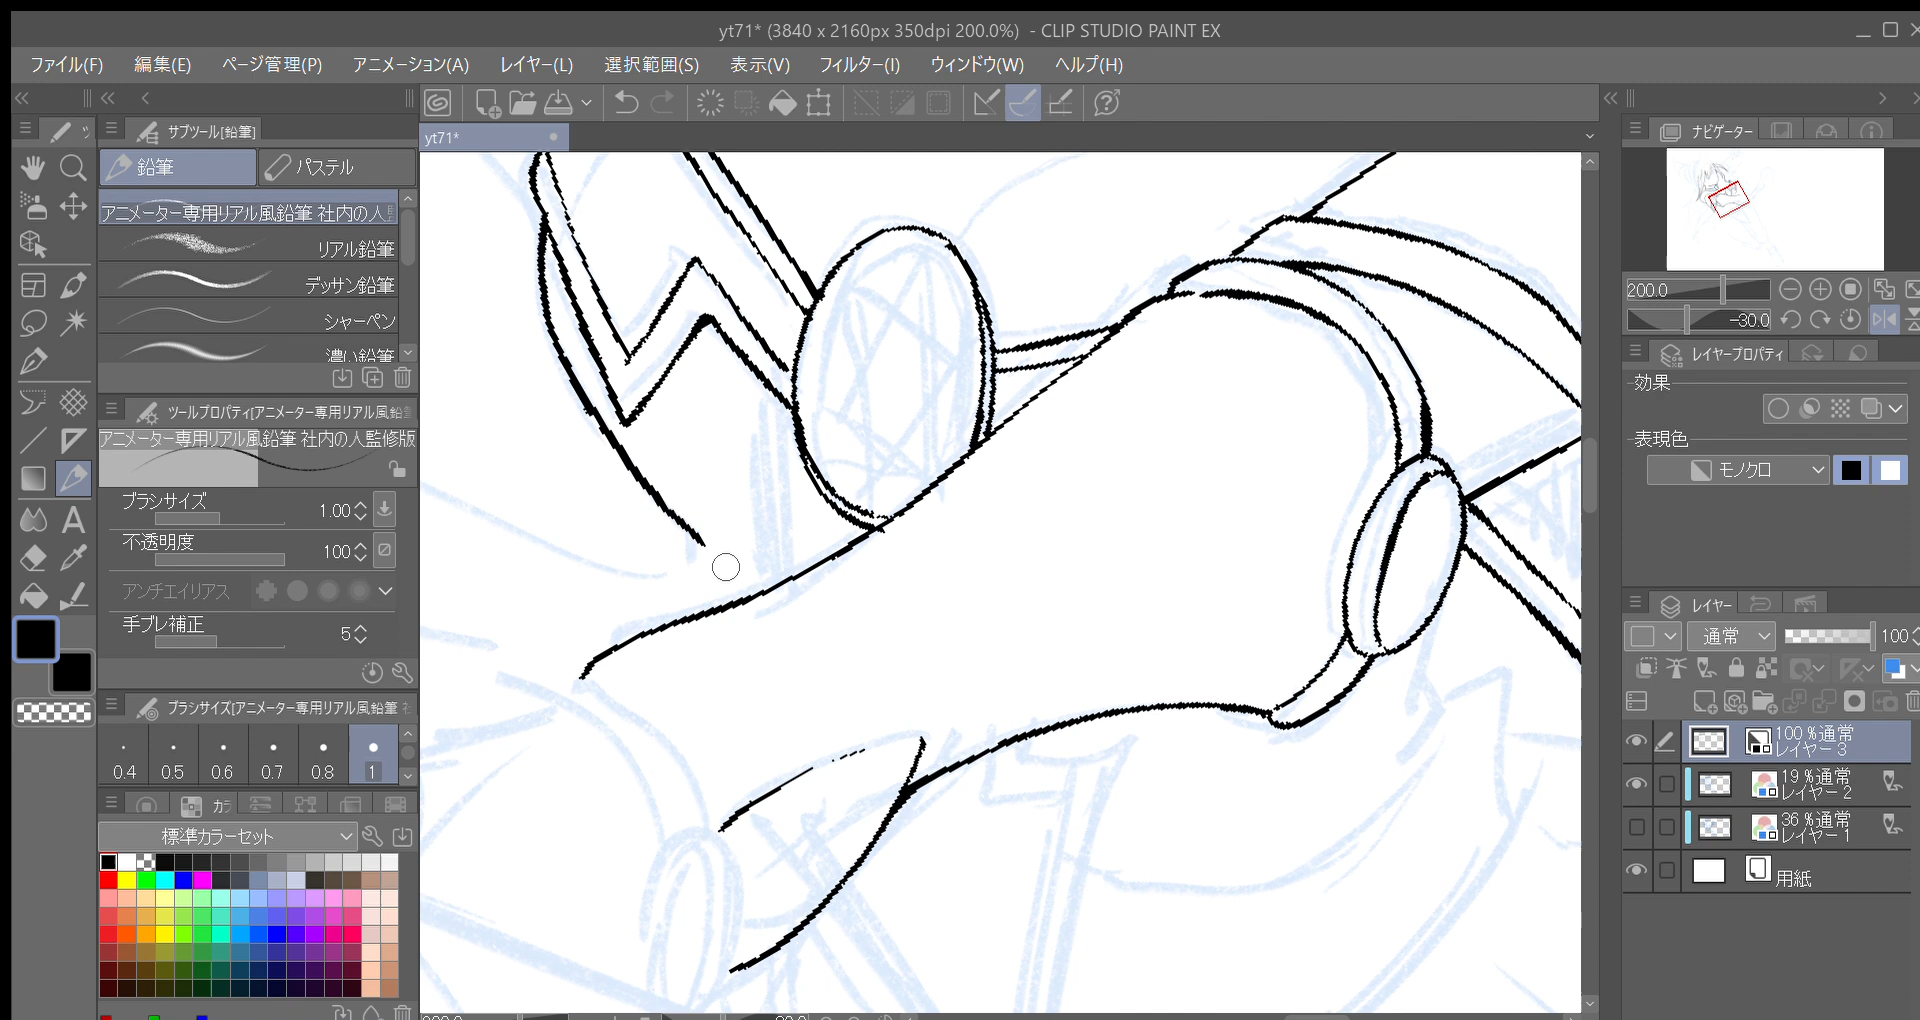 yt71* (3840 x 2160px 350dpi 200.0%) - CLIP STUDIO PAINT EX
ファイル(F) 編集(E) ページ管理(P) アニメーション(A) レイヤー(L) 選択範囲(S) 表示(V) フィルター(I) ウィンドウ(W) ヘルプ(H)
サブツール[鉛筆]
鉛筆 パステル
アニメーター専用リアル風鉛筆 社内の人
リアル鉛筆
デッサン鉛筆
シャーペン
濃い鉛筆
ツールプロパティ[アニメーター専用リアル風鉛
アニメーター専用リアル風鉛筆 社内の人監修版
ブラシサイズ 1.00
不透明度 100
アンチエイリアス
手ブレ補正 5
ブラシサイズ[アニメーター専用リアル風鉛筆
0.4 0.5 0.6 0.7 0.8 1
カラ
標準カラーセット
yt71*
ナビゲーター
200.0
-30.0
レイヤープロパティ
効果
表現色
モノクロ
レイヤー
通常 100
100 %通常
レイヤー 3
19 %通常
レイヤー 2
36 %通常
レイヤー 1
用紙